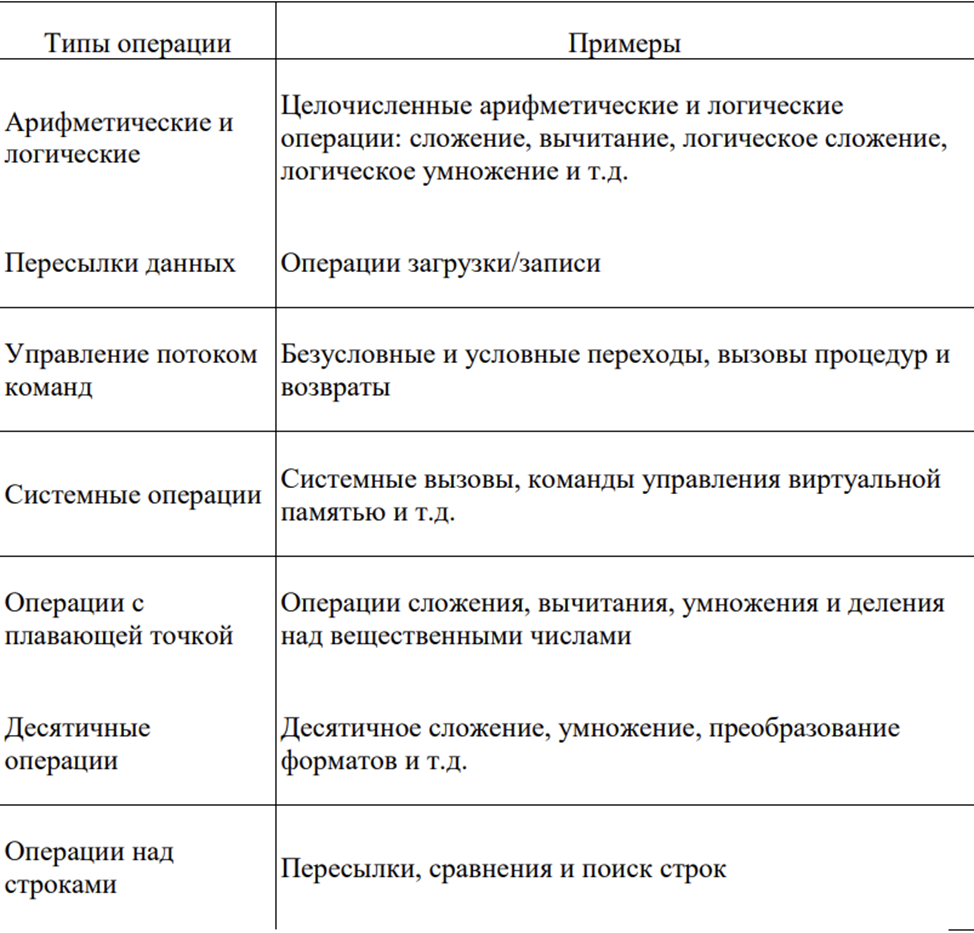 Типы операции
Примеры
Арифметические и
логические
Целочисленные арифметические и логические
операции: сложение, вычитание, логическое сложение,
логическое умножение и т.д.
Пересылки данных
Операции загрузки/записи
Управление потоком
команд
Безусловные и условные переходы, вызовы процедур и
возвраты
Системные операции
Системные вызовы, команды управления виртуальной
памятью и т.д.
Операции с
плавающей точкой
Операции сложения, вычитания, умножения и деления
над вещественными числами
Десятичные
операции
Десятичное сложение, умножение, преобразование
форматов и т.д.
Операции над
строками
Пересылки, сравнения и поиск строк